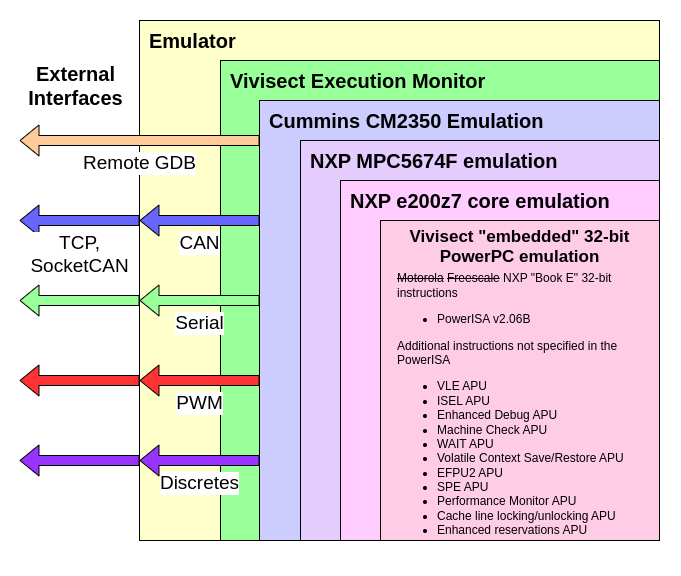 Emulator
External
Interfaces
Vivisect Execution Monitor
Cummins CM2350 Emulation
NXP MPC5674F emulation
NXP e200z7 core emulation
Remote GDB
TCP,
SocketCAN
CAN
Serial
PWM
Discretes
Vivisect "embedded" 32-bit
PowerPC emulation
Motorola Freescale NXP "Book E" 32-bit
instructions
• PowerISA v2.06B
Additional instructions not specified in the
PowerISA
• VLE APU
• ISEL APU
• Enhanced Debug APU
• Machine Check APU
• WAIT APU
• Volatile Context Save/Restore APU
• EFPU2 APU
• SPE APU
• Performance Monitor APU
• Cache line locking/unlocking APU
• Enhanced reservations APU